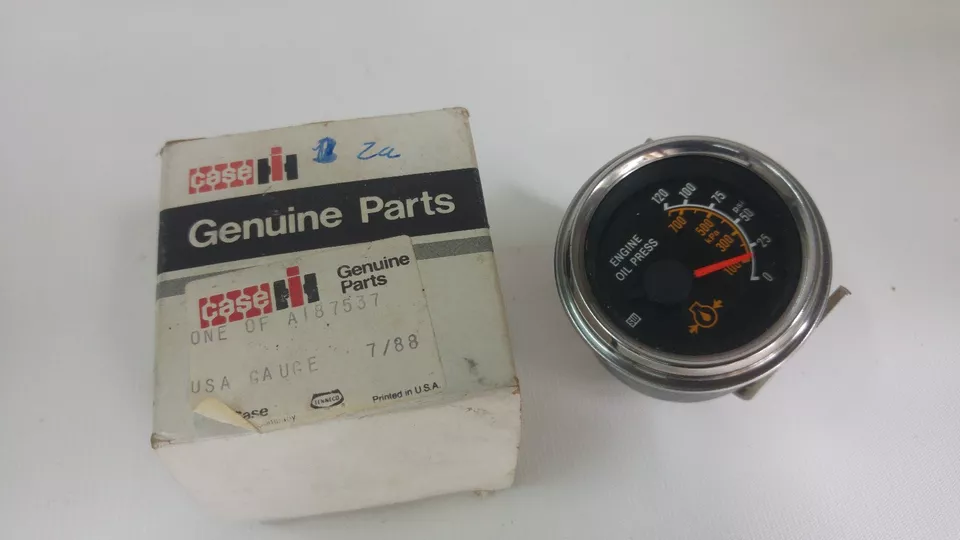 2a
case IH
Genuine Parts
case IH
Genuine
Parts
ONE OF A187537
USA GAUGE 7/88
Case
TENNECO
Printed in U.S.A.
120 100 75 psi 50 25 0
700 500 kPa 300 100
ENGINE
OIL PRESS